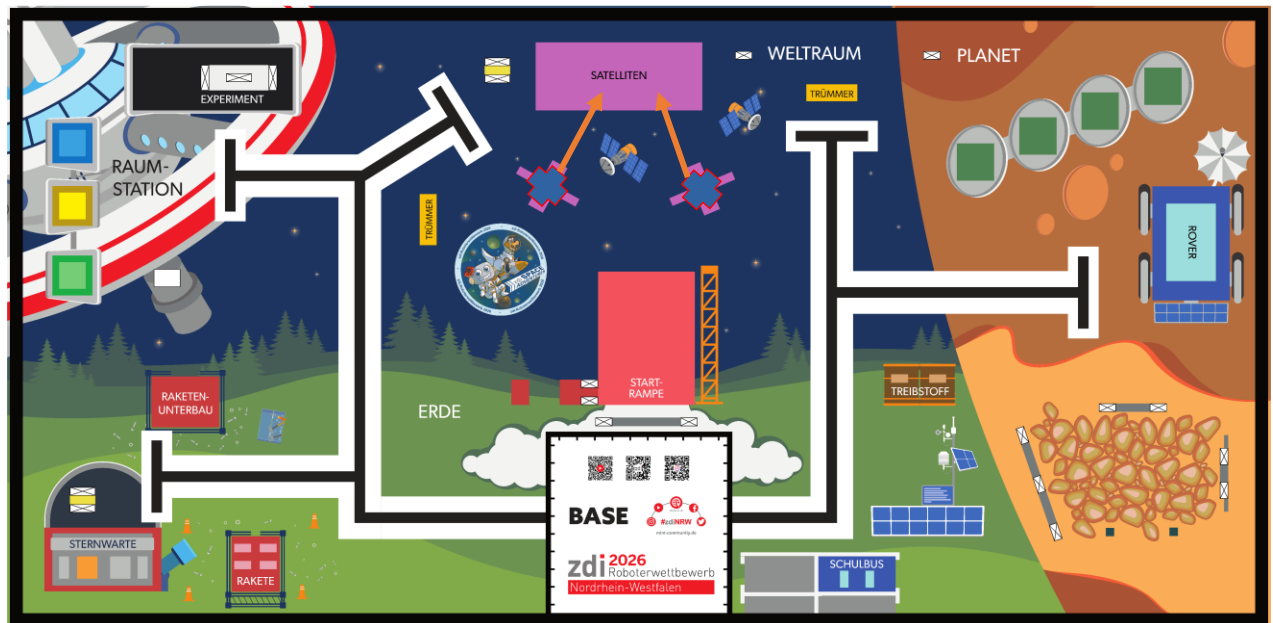 EXPERIMENT
SATELLITEN
WELTRAUM
PLANET
TRÜMMER
RAUM-
STATION
TRÜMMER
ROVER
RAKETEN-
UNTERBAU
ERDE
START-
RAMPE
TREIBSTOFF
BASE
#zdiNRW
STERNWARTE
RAKETE
zdi 2026
Roboterwettbewerb
Nordrhein-Westfalen
SCHULBUS